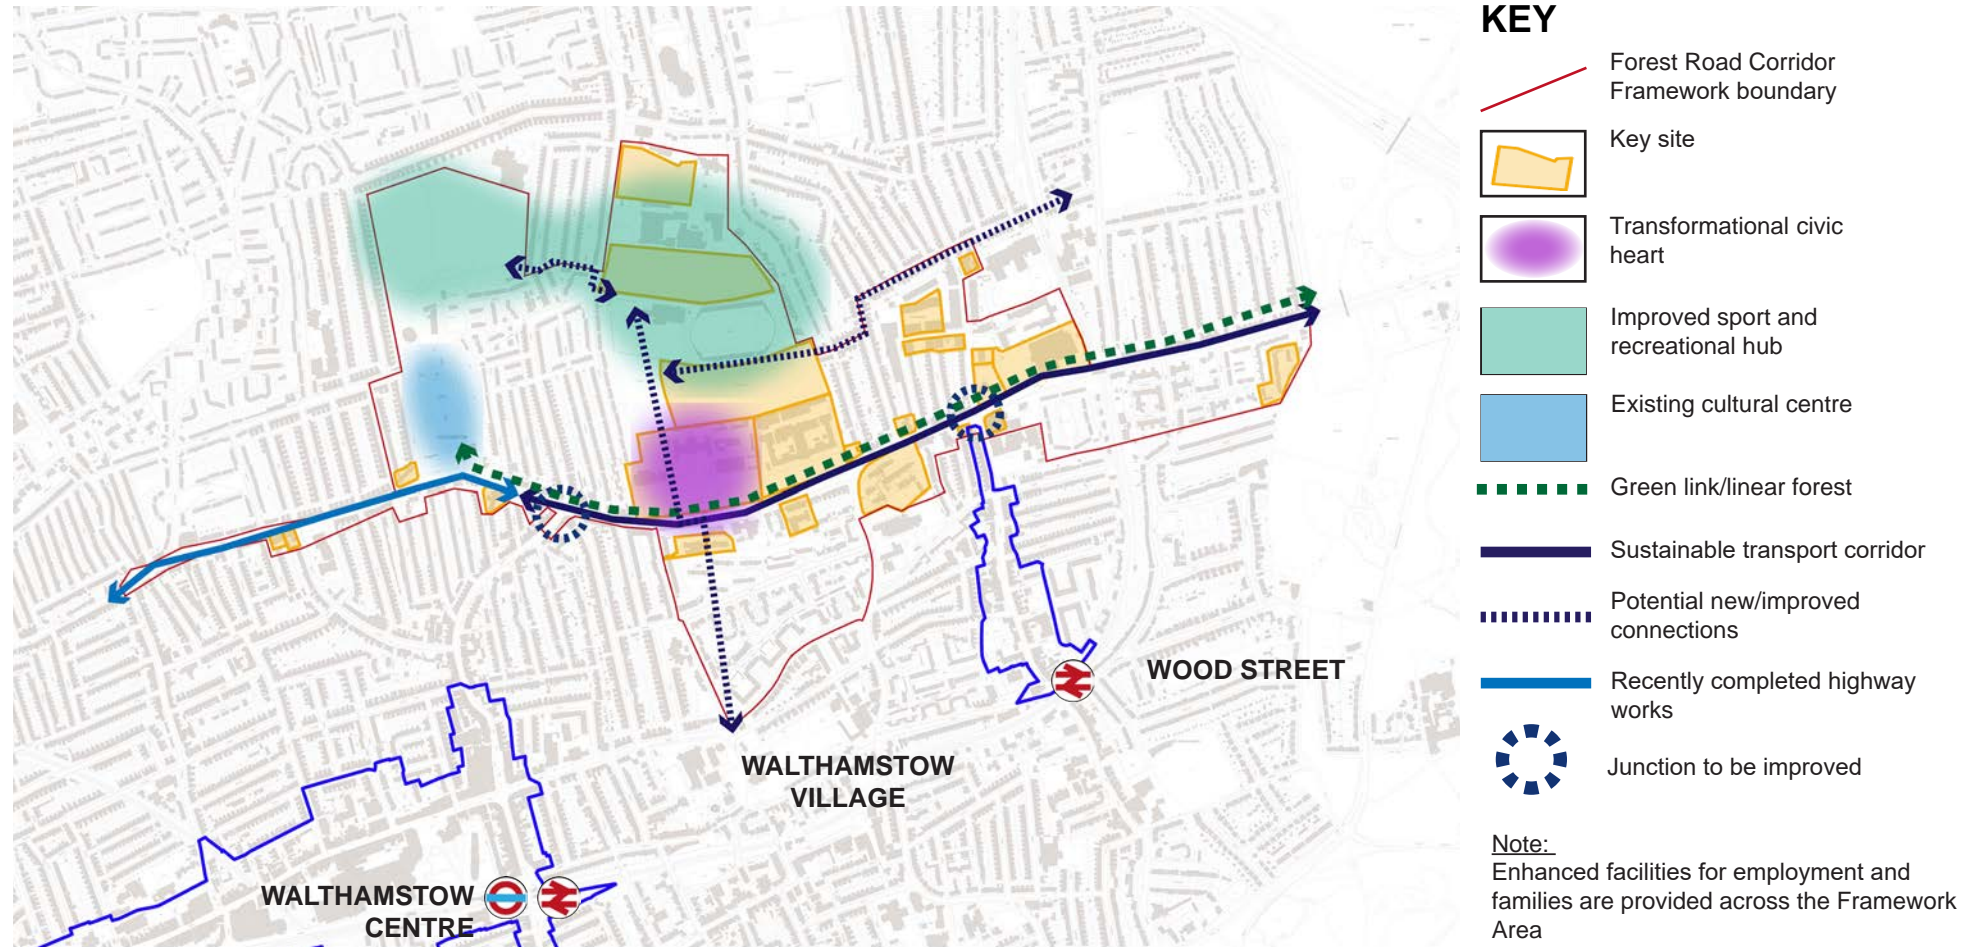 KEY
Forest Road Corridor
Framework boundary
Key site
Transformational civic
heart
Improved sport and
recreational hub
Existing cultural centre
Green link/linear forest
Sustainable transport corridor
Potential new/improved
connections
Recently completed highway
works
Junction to be improved
Note:
Enhanced facilities for employment and
families are provided across the Framework
Area
WOOD STREET
WALTHAMSTOW
VILLAGE
WALTHAMSTOW
CENTRE